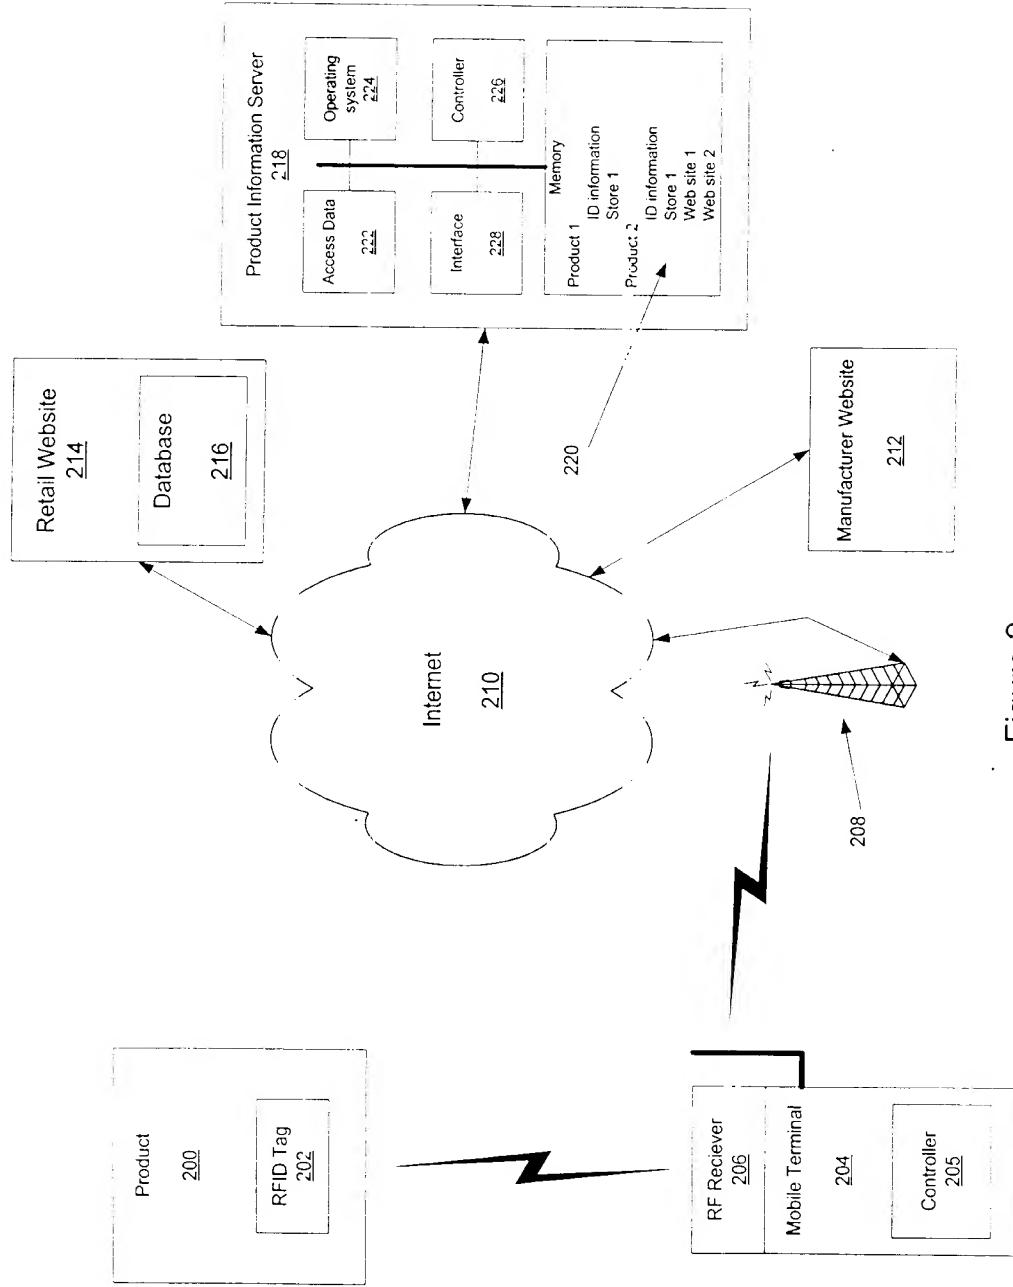 Product
200
RFID Tag
202
RF Reciever
206
Mobile Terminal
204
Controller
205
208
Internet
210
Retail Website
214
Database
216
Manufacturer Website
212
220
Product Information Server
218
Access Data
222
Operating
system
224
Interface
228
Controller
226
Memory
Product 1
ID information
Store 1
Product 2
ID information
Store 1
Web site 1
Web site 2